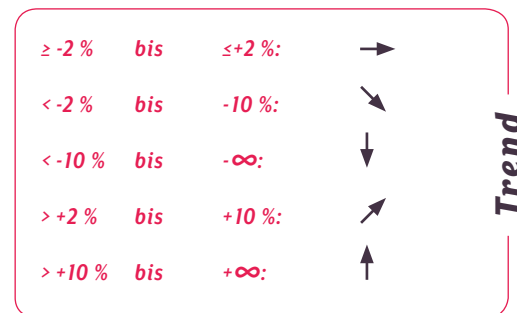 ≥ -2 % bis ≤+2 %:
< -2 % bis -10 %:
< -10 % bis -∞:
> +2 % bis +10 %:
> +10 % bis +∞:
Trend